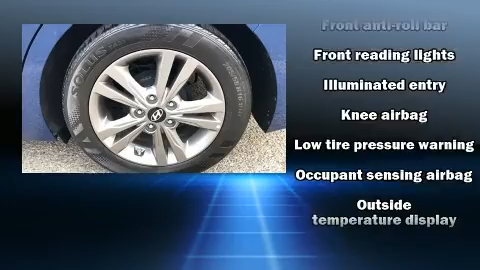 Front anti-roll bar
Front reading lights
Illuminated entry
Knee airbag
Low tire pressure warning
Occupant sensing airbag
Outside
temperature display